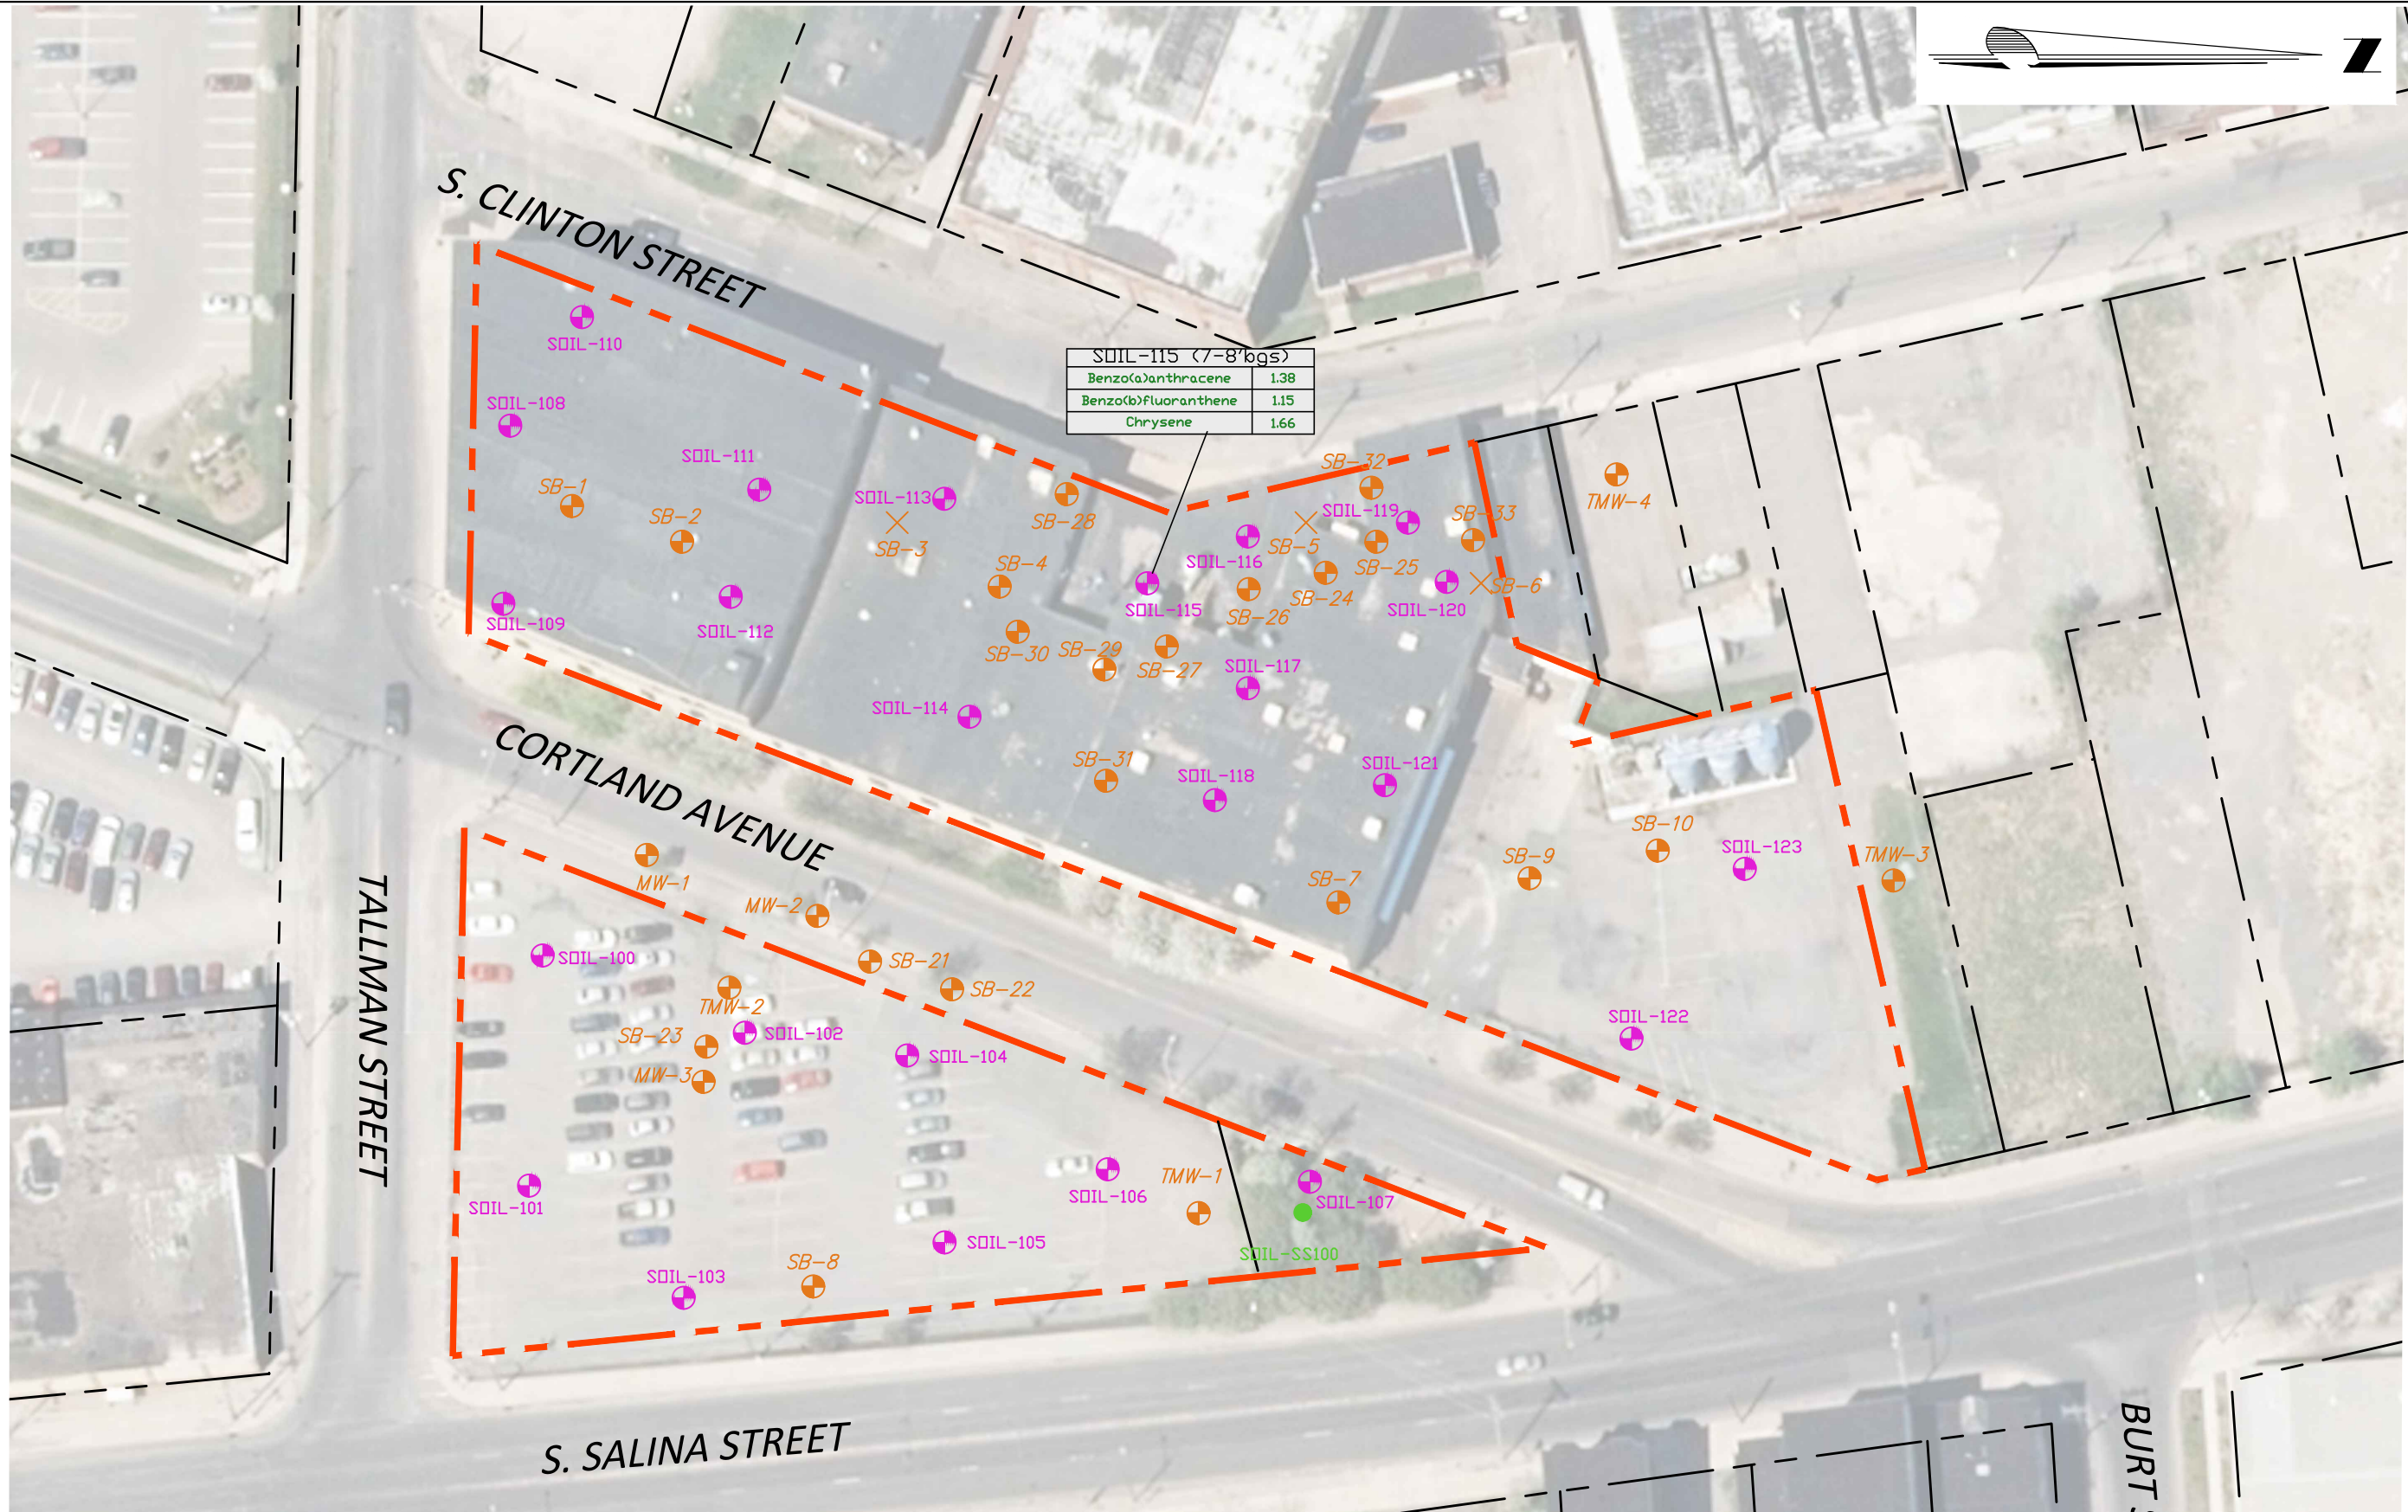 Z
S. CLINTON STREET
SOIL-110
SOIL-115 (7-8'bgs)
Benzo(a)anthracene 1.38
Benzo(b)fluoranthene 1.15
Chrysene 1.66
SOIL-108
SOIL-111
SB-1
SB-2
SOIL-113
SB-3
SB-28
SB-32
SOIL-119
SB-33
TMW-4
SB-5
SOIL-116
SB-25
SB-4
SB-24
SB-6
SOIL-115
SOIL-120
SB-26
SOIL-109
SOIL-112
SB-30
SB-29
SB-27
SOIL-117
SOIL-114
SB-31
SOIL-118
SOIL-121
CORTLAND AVENUE
SB-10
SOIL-123
SB-9
TMW-3
SB-7
MW-1
MW-2
TALLMAN STREET
SOIL-100
SB-21
SB-22
TMW-2
SB-23
SOIL-102
SOIL-104
SOIL-122
MW-3
SOIL-101
SOIL-106
TMW-1
SOIL-107
SOIL-105
SOIL-SS100
SB-8
SOIL-103
S. SALINA STREET
BURT